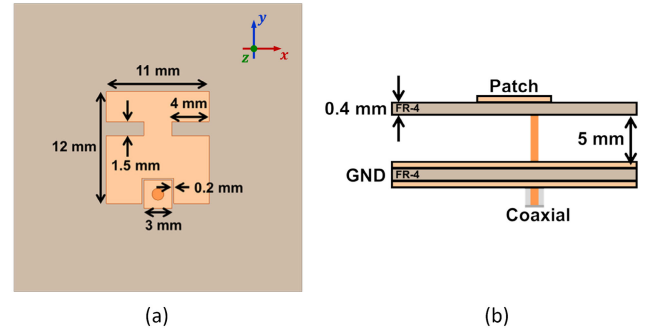 y
z
x
11 mm
4 mm
12 mm
1.5 mm
0.2 mm
3 mm
(a)
Patch
0.4 mm
FR-4
5 mm
GND
FR-4
Coaxial
(b)